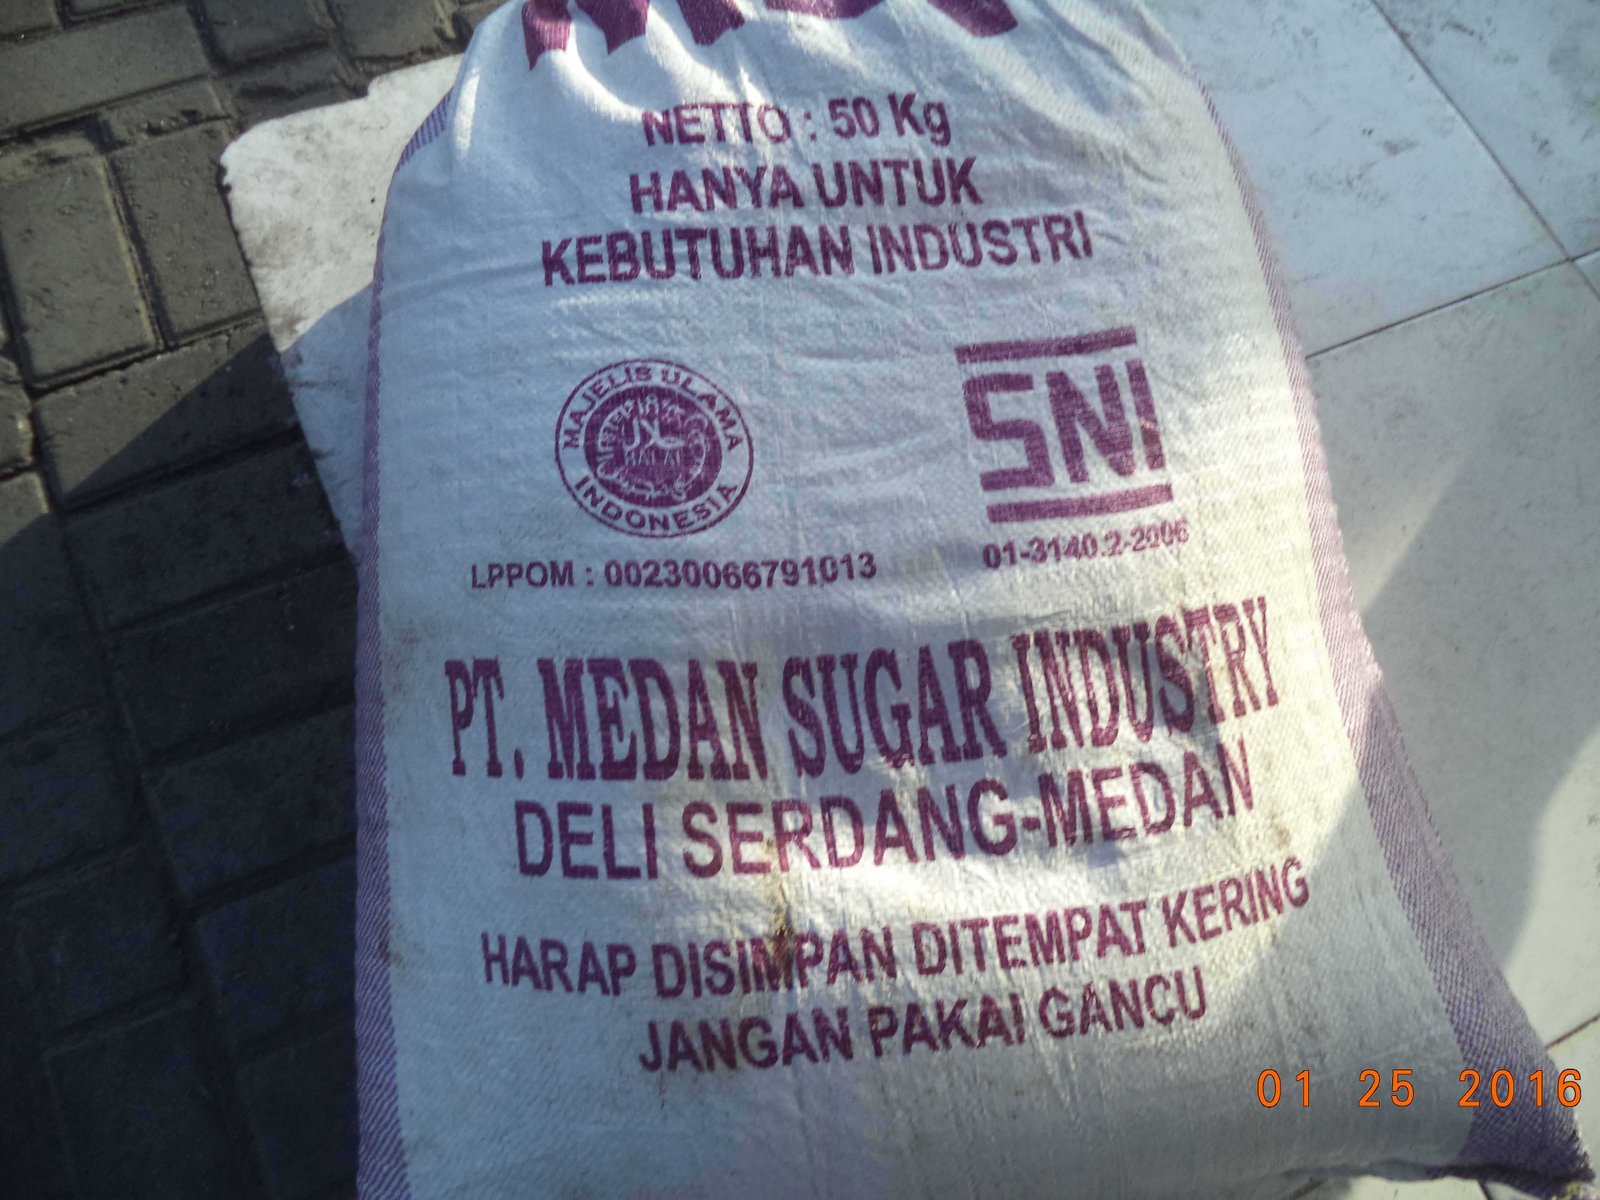 NETTO : 50 Kg
HANYA UNTUK
KEBUTUHAN INDUSTRI
MAJELIS ULAMA
HALAL
INDONESIA
SNI
LPPOM : 00230066791013
01-3140.2-2006
PT. MEDAN SUGAR INDUSTRY
DELI SERDANG-MEDAN
HARAP DISIMPAN DITEMPAT KERING
JANGAN PAKAI GANCU
01 25 2016